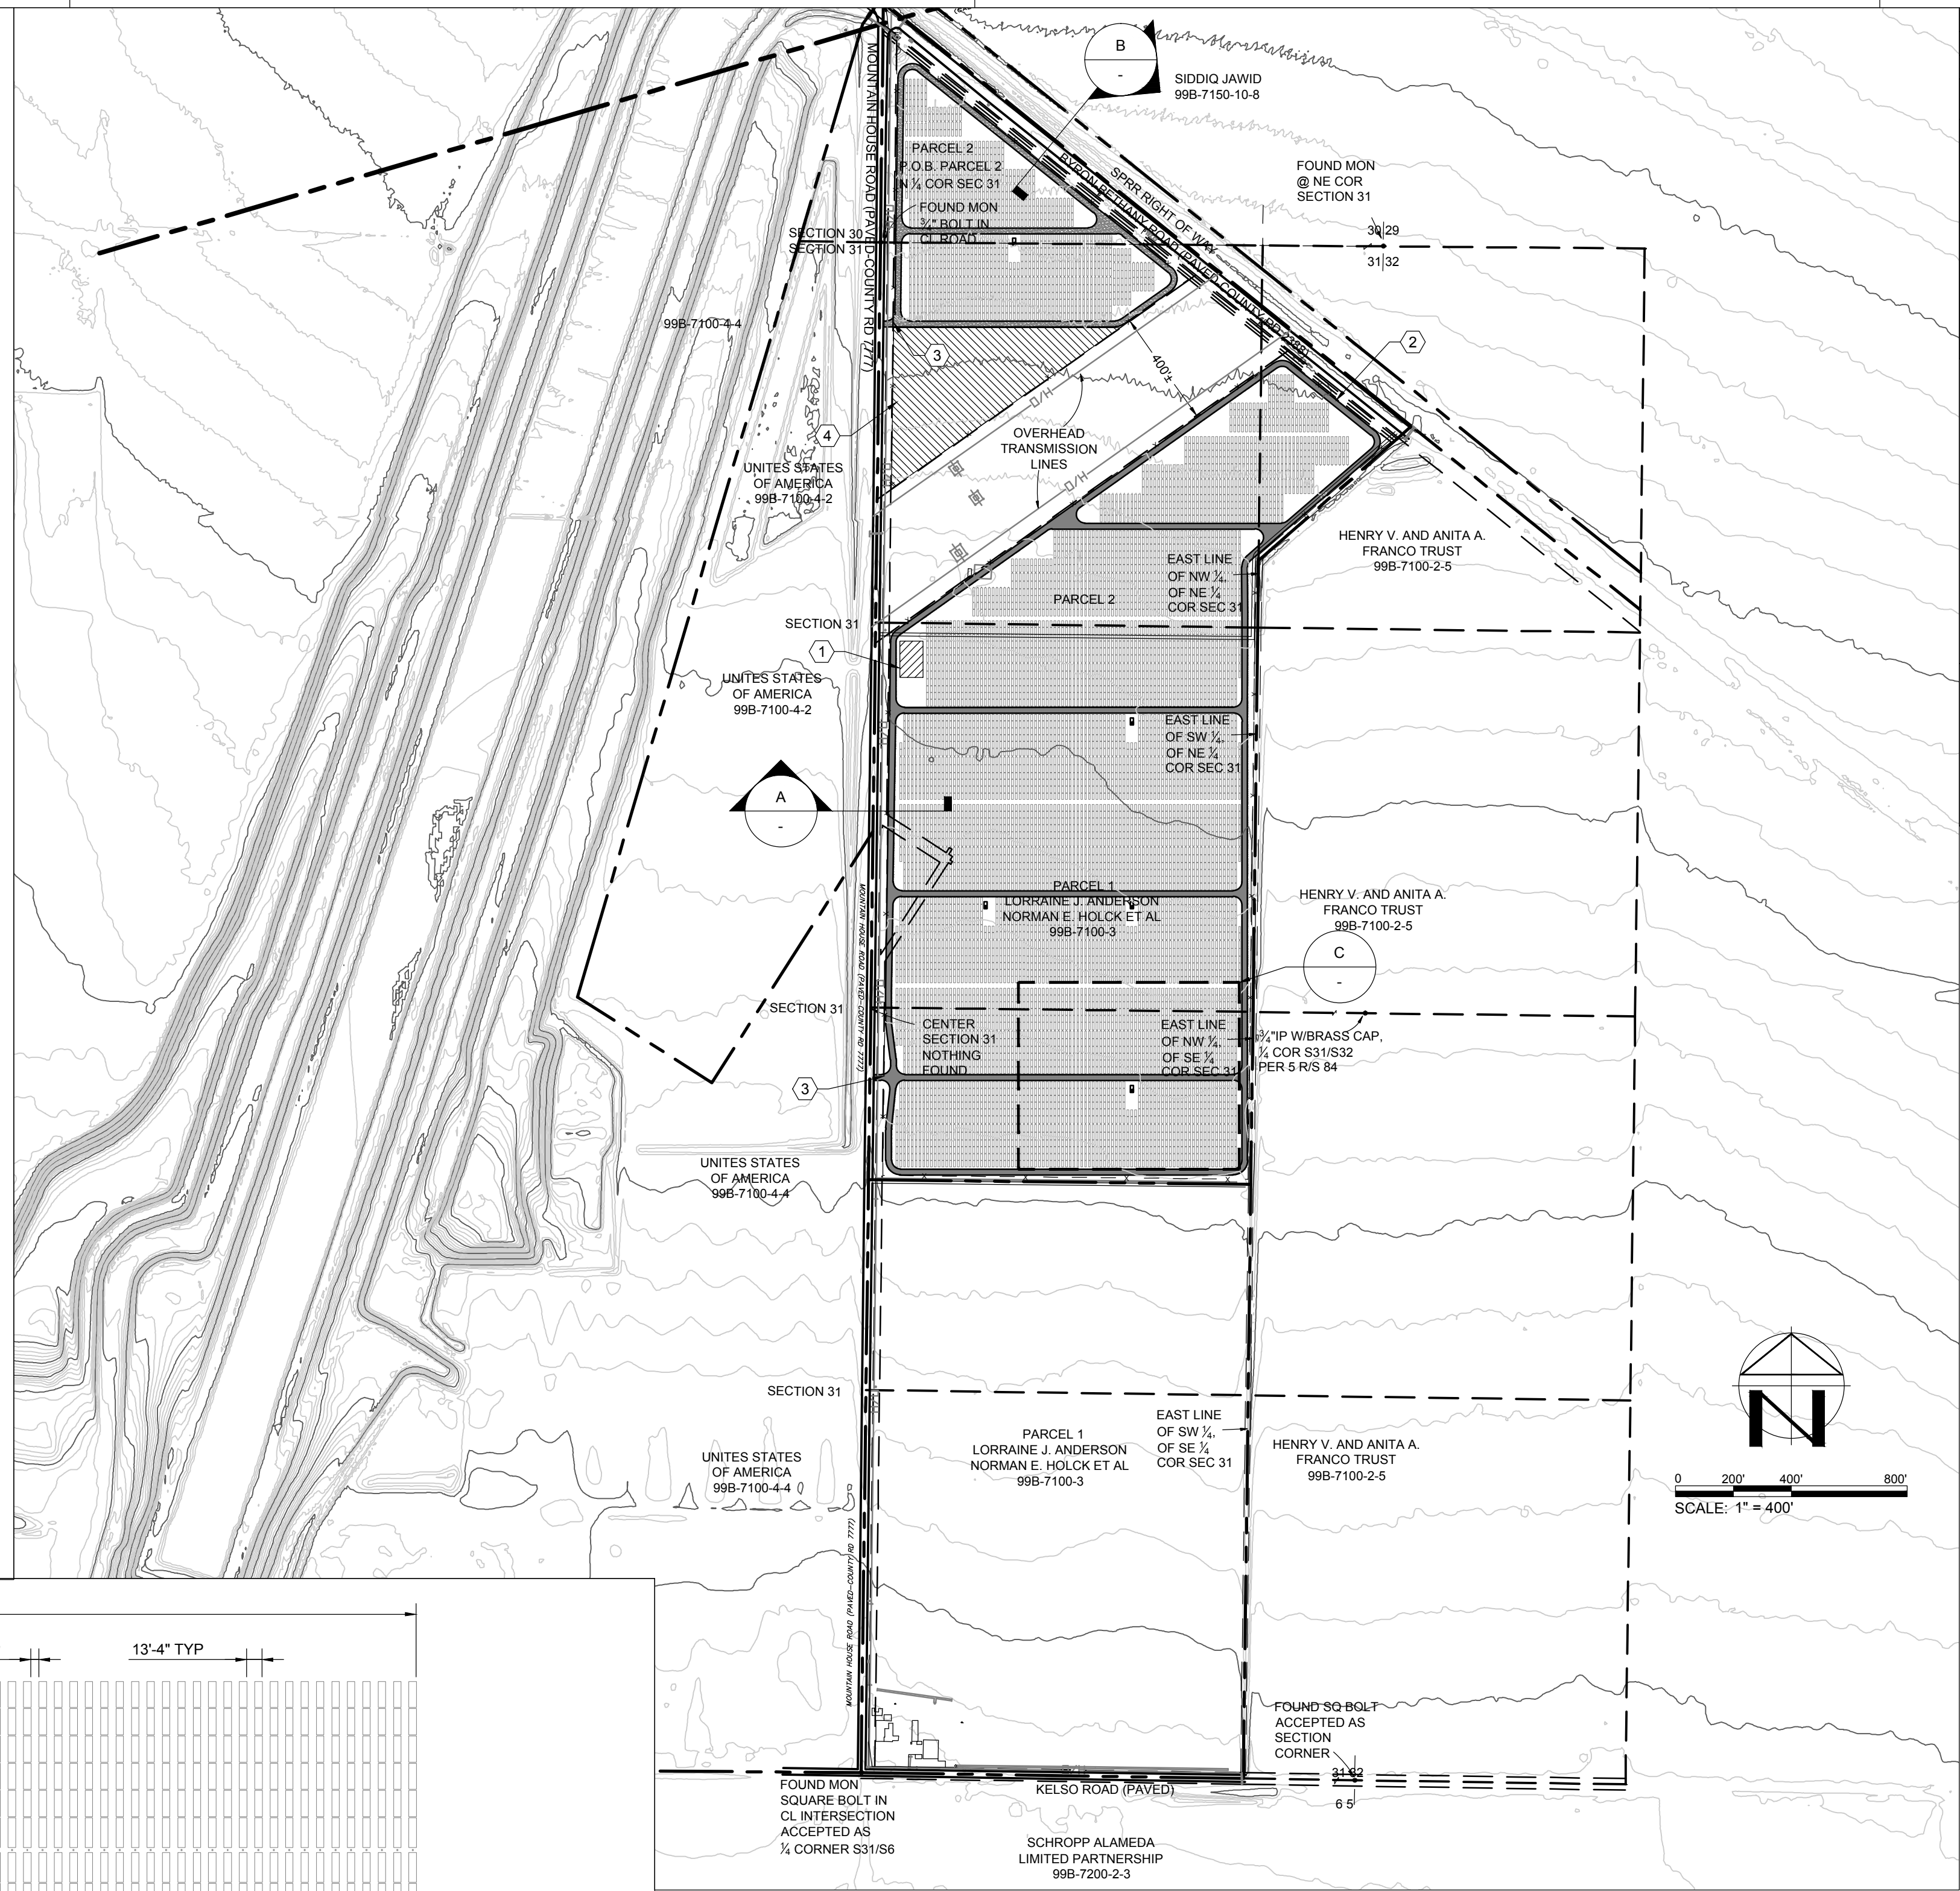 B
-
SIDDIQ JAWID
99B-7150-10-8
MOUNTAIN HOUSE ROAD (PAVED-COUNTY RD 7777)
PARCEL 2
P.O.B. PARCEL 2
N ¼ COR SEC 31
FOUND MON
¾" BOLT IN
CL ROAD
SPRR RIGHT OF WAY
BYRON BETHANY ROAD (PAVED COUNTY RD 2388)
FOUND MON
@ NE COR
SECTION 31
30 29
31 32
SECTION 30
SECTION 31
99B-7100-4-4
3
2
400'±
4
O/H
OVERHEAD
TRANSMISSION
LINES
O/H
UNITES STATES
OF AMERICA
99B-7100-4-2
HENRY V. AND ANITA A.
FRANCO TRUST
99B-7100-2-5
EAST LINE
OF NW ¼,
OF NE ¼
COR SEC 31
PARCEL 2
SECTION 31
1
UNITES STATES
OF AMERICA
99B-7100-4-2
EAST LINE
OF SW ¼,
OF NE ¼
COR SEC 31
A
-
PARCEL 1
LORRAINE J. ANDERSON
NORMAN E. HOLCK ET AL
99B-7100-3
HENRY V. AND ANITA A.
FRANCO TRUST
99B-7100-2-5
C
-
MOUNTAIN HOUSE ROAD (PAVED-COUNTY RD 7777)
SECTION 31
CENTER
SECTION 31
NOTHING
FOUND
EAST LINE
OF NW ¼,
OF SE ¼
COR SEC 31
¾"IP W/BRASS CAP,
¼ COR S31/S32
PER 5 R/S 84
3
UNITES STATES
OF AMERICA
99B-7100-4-4
SECTION 31
EAST LINE
OF SW ¼,
OF SE ¼
COR SEC 31
PARCEL 1
LORRAINE J. ANDERSON
NORMAN E. HOLCK ET AL
99B-7100-3
HENRY V. AND ANITA A.
FRANCO TRUST
99B-7100-2-5
UNITES STATES
OF AMERICA
99B-7100-4-4
N
0 200' 400' 800'
SCALE: 1" = 400'
MOUNTAIN HOUSE ROAD (PAVED-COUNTY RD 7777)
13'-4" TYP
FOUND SQ BOLT
ACCEPTED AS
SECTION
CORNER
31 32
6 5
FOUND MON
SQUARE BOLT IN
CL INTERSECTION
ACCEPTED AS
¼ CORNER S31/S6
KELSO ROAD (PAVED)
SCHROPP ALAMEDA
LIMITED PARTNERSHIP
99B-7200-2-3